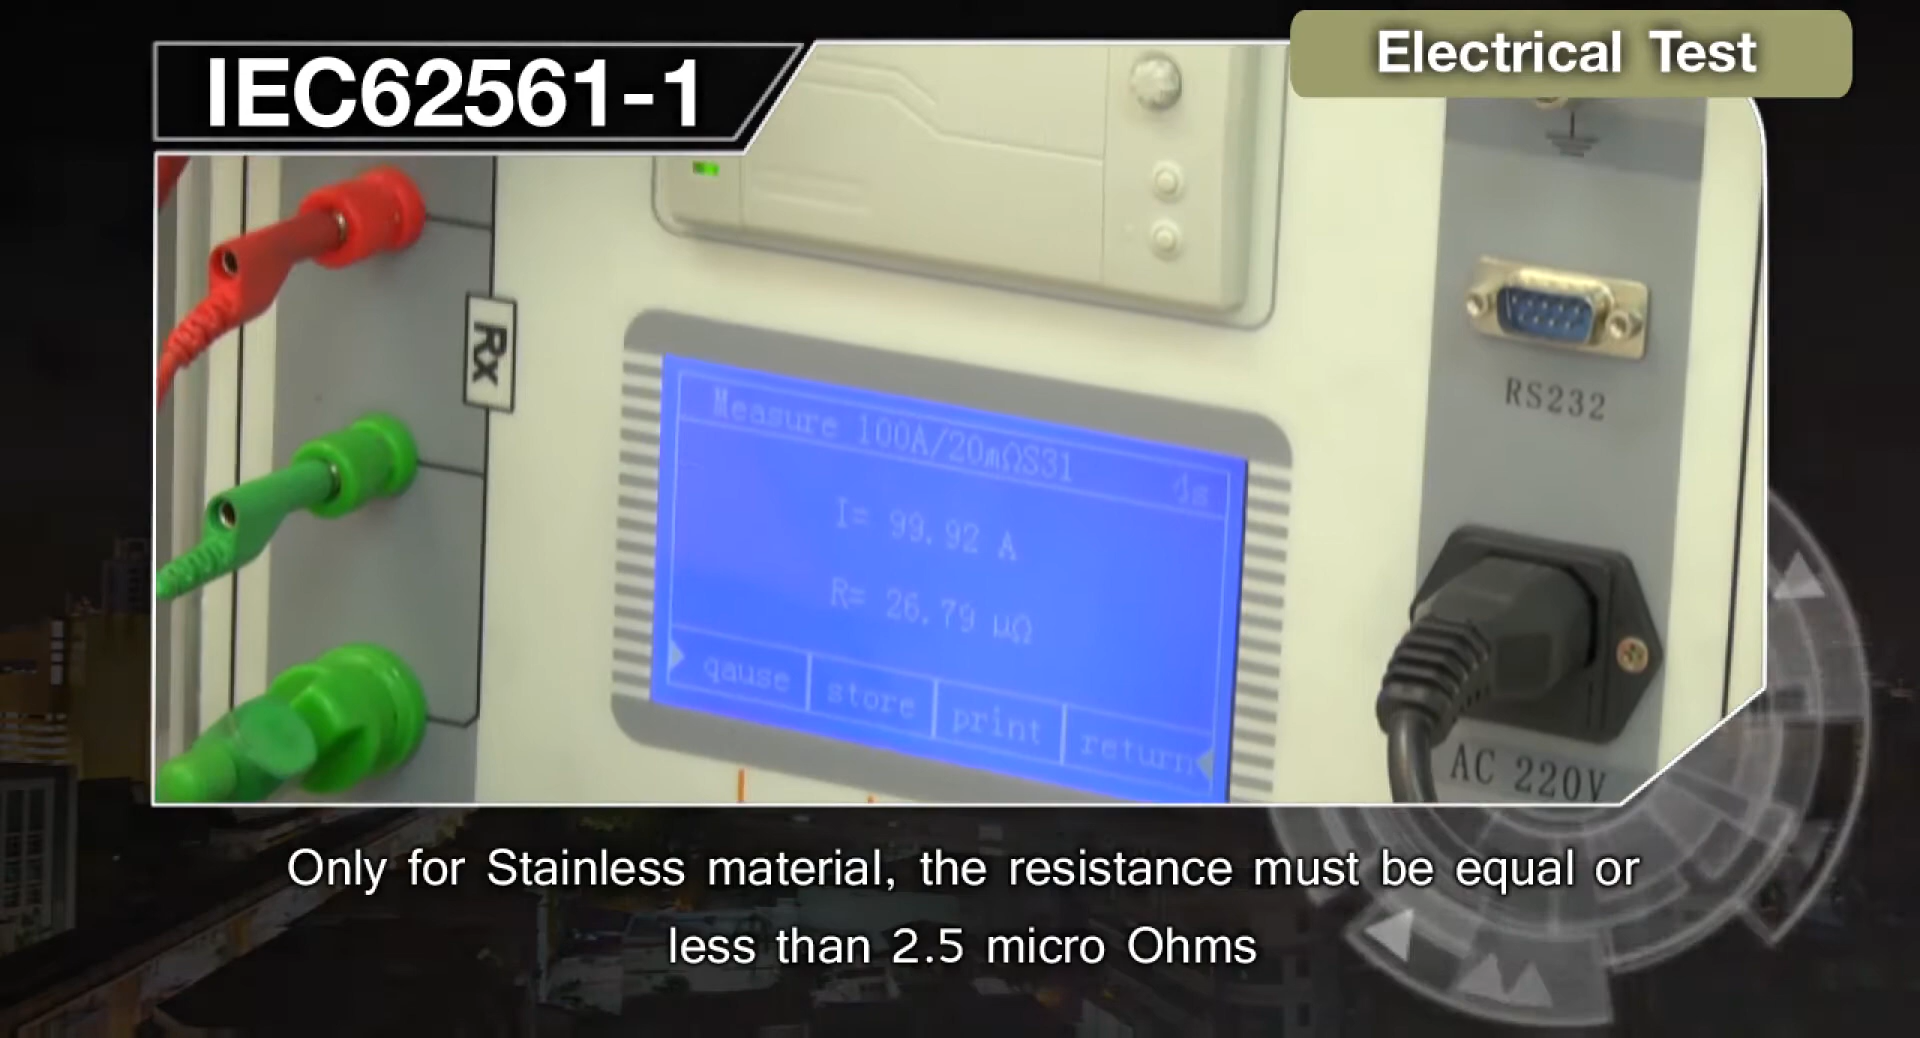 IEC62561-1
Electrical Test
Rx
Measure 100A/20mΩS31
ds
I= 99.92 A
R= 26.79 μΩ
qause store print return
RS232
AC 220V
Only for Stainless material, the resistance must be equal or
less than 2.5 micro Ohms